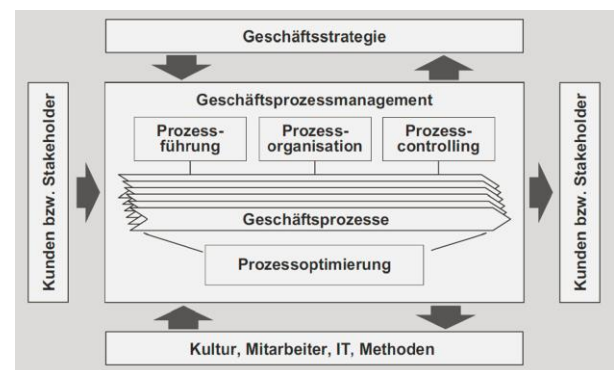 Geschäftsstrategie
Kunden bzw. Stakeholder
Geschäftsprozessmanagement
Prozess-
führung
Prozess-
organisation
Prozess-
controlling
Geschäftsprozesse
Prozessoptimierung
Kunden bzw. Stakeholder
Kultur, Mitarbeiter, IT, Methoden